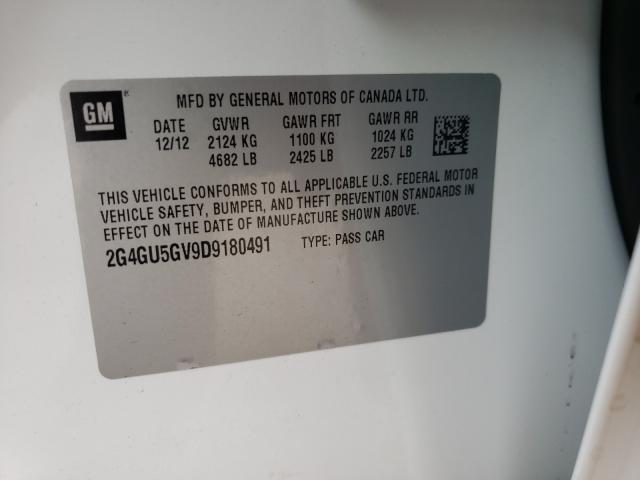 GM
MFD BY GENERAL MOTORS OF CANADA LTD.
DATE GVWR GAWR FRT GAWR RR
12/12 2124 KG 1100 KG 1024 KG
4682 LB 2425 LB 2257 LB
THIS VEHICLE CONFORMS TO ALL APPLICABLE U.S. FEDERAL MOTOR
VEHICLE SAFETY, BUMPER, AND THEFT PREVENTION STANDARDS IN
EFFECT ON THE DATE OF MANUFACTURE SHOWN ABOVE.
2G4GU5GV9D9180491 TYPE: PASS CAR